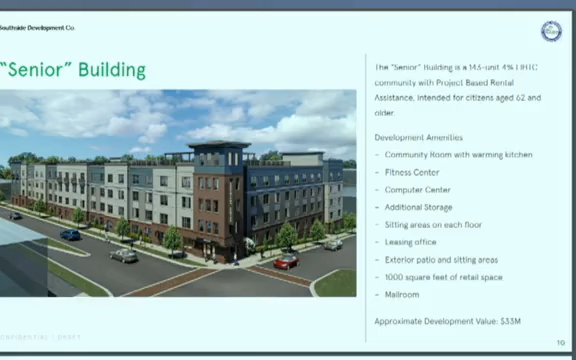 Southside Development Co.
"Senior" Building
The "Senior" Building is a 143-unit 4% LIHTC
community with Project Based Rental
Assistance, intended for citizens aged 62 and
older.
Development Amenities
- Community Room with warming kitchen
- Fitness Center
- Computer Center
- Additional Storage
- Sitting areas on each floor
- Leasing office
- Exterior patio and sitting areas
- 1000 square feet of retail space
- Mailroom
Approximate Development Value: $33M
CONFIDENTIAL | DRAFT
10